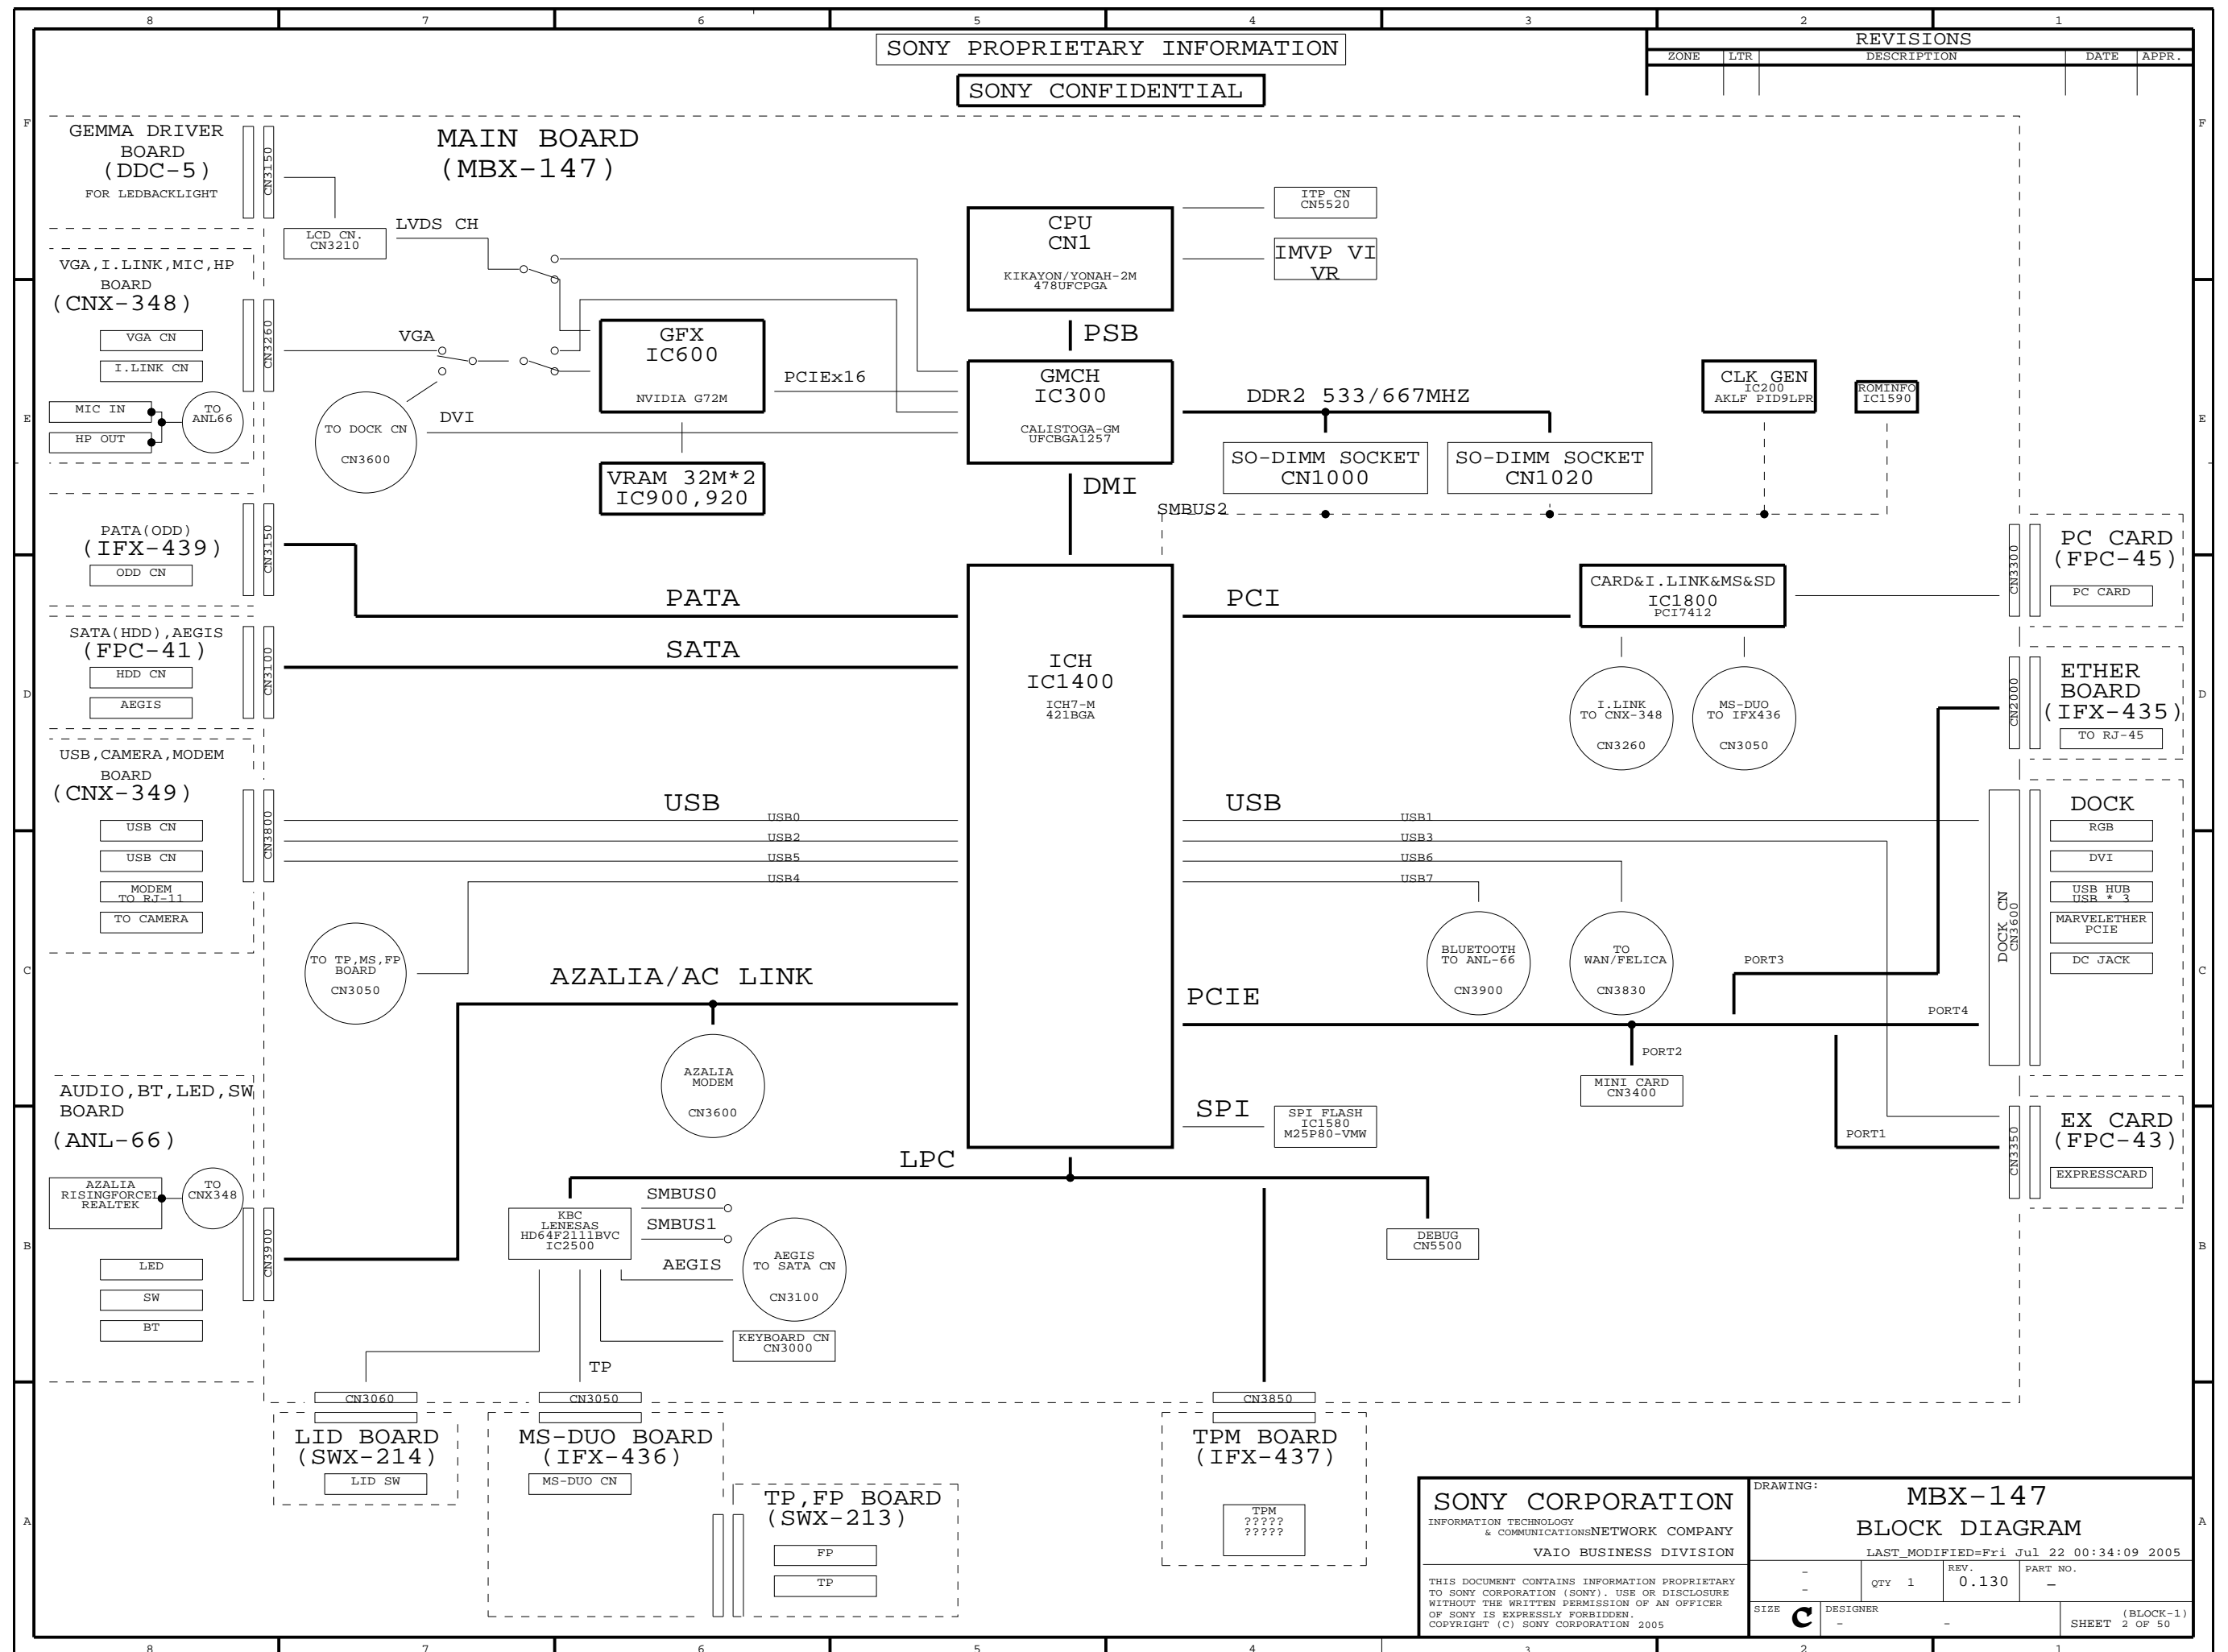 8 7 6 5 4 3 2 1
SONY PROPRIETARY INFORMATION
SONY CONFIDENTIAL
REVISIONS
ZONE LTR DESCRIPTION DATE APPR.
F
F
GEMMA DRIVER
BOARD
(DDC-5)
FOR LEDBACKLIGHT
CN3150
MAIN BOARD
(MBX-147)
LCD CN.
CN3210
LVDS CH
CPU
CN1
KIKAYON/YONAH-2M
478UFCPGA
ITP CN
CN5520
IMVP VI
VR
VGA,I.LINK,MIC,HP
BOARD
(CNX-348)
VGA CN
I.LINK CN
MIC IN
HP OUT
TO
ANL66
CN3260
VGA
TO DOCK CN
CN3600
DVI
GFX
IC600
NVIDIA G72M
VRAM 32M*2
IC900,920
PCIEx16
PSB
GMCH
IC300
CALISTOGA-GM
UFCBGA1257
DMI
DDR2 533/667MHZ
SO-DIMM SOCKET
CN1000
SO-DIMM SOCKET
CN1020
CLK GEN
IC200
AKLF PID9LPR
ROMINFO
IC1590
SMBUS2
E
E
PATA(ODD)
(IFX-439)
ODD CN
CN3150
PATA
SATA(HDD),AEGIS
(FPC-41)
HDD CN
AEGIS
CN3100
SATA
ICH
IC1400
ICH7-M
421BGA
PCI
CARD&I.LINK&MS&SD
IC1800
PCI7412
I.LINK
TO CNX-348
CN3260
MS-DUO
TO IFX436
CN3050
CN3300
PC CARD
(FPC-45)
PC CARD
CN2000
ETHER
BOARD
(IFX-435)
TO RJ-45
D
D
USB,CAMERA,MODEM
BOARD
(CNX-349)
USB CN
USB CN
MODEM
TO RJ-11
TO CAMERA
CN3800
USB
USB0
USB2
USB5
USB4
USB
USB1
USB3
USB6
USB7
TO TP,MS,FP
BOARD
CN3050
BLUETOOTH
TO ANL-66
CN3900
TO
WAN/FELICA
CN3830
DOCK CN
CN3600
DOCK
RGB
DVI
USB HUB
USB * 3
MARVELETHER
PCIE
DC JACK
C
C
AZALIA/AC LINK
AZALIA
MODEM
CN3600
PCIE
PORT3
PORT4
PORT2
PORT1
MINI CARD
CN3400
SPI
SPI FLASH
IC1580
M25P80-VMW
CN3350
EX CARD
(FPC-43)
EXPRESSCARD
AUDIO,BT,LED,SW
BOARD
(ANL-66)
AZALIA
RISINGFORCEL
REALTEK
TO
CNX348
CN3900
LED
SW
BT
B
B
LPC
KBC
LENESAS
HD64F2111BVC
IC2500
SMBUS0
SMBUS1
AEGIS
AEGIS
TO SATA CN
CN3100
KEYBOARD CN
CN3000
TP
DEBUG
CN5500
CN3060
LID BOARD
(SWX-214)
LID SW
CN3050
MS-DUO BOARD
(IFX-436)
MS-DUO CN
TP,FP BOARD
(SWX-213)
FP
TP
CN3850
TPM BOARD
(IFX-437)
TPM
?????
?????
A
A
SONY CORPORATION
INFORMATION TECHNOLOGY
& COMMUNICATIONS NETWORK COMPANY
VAIO BUSINESS DIVISION
THIS DOCUMENT CONTAINS INFORMATION PROPRIETARY
TO SONY CORPORATION (SONY). USE OR DISCLOSURE
WITHOUT THE WRITTEN PERMISSION OF AN OFFICER
OF SONY IS EXPRESSLY FORBIDDEN.
COPYRIGHT (C) SONY CORPORATION 2005
DRAWING:
MBX-147
BLOCK DIAGRAM
LAST_MODIFIED=Fri Jul 22 00:34:09 2005
-
-
QTY 1
REV.
0.130
PART NO.
-
SIZE C
DESIGNER
-
-
(BLOCK-1)
SHEET 2 OF 50
8 7 6 5 4 3 2 1